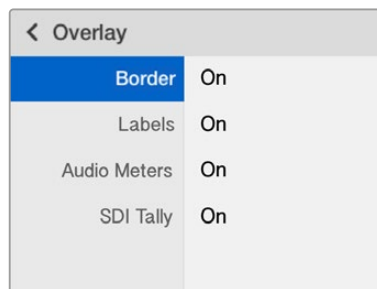 Overlay
Border On
Labels On
Audio Meters On
SDI Tally On